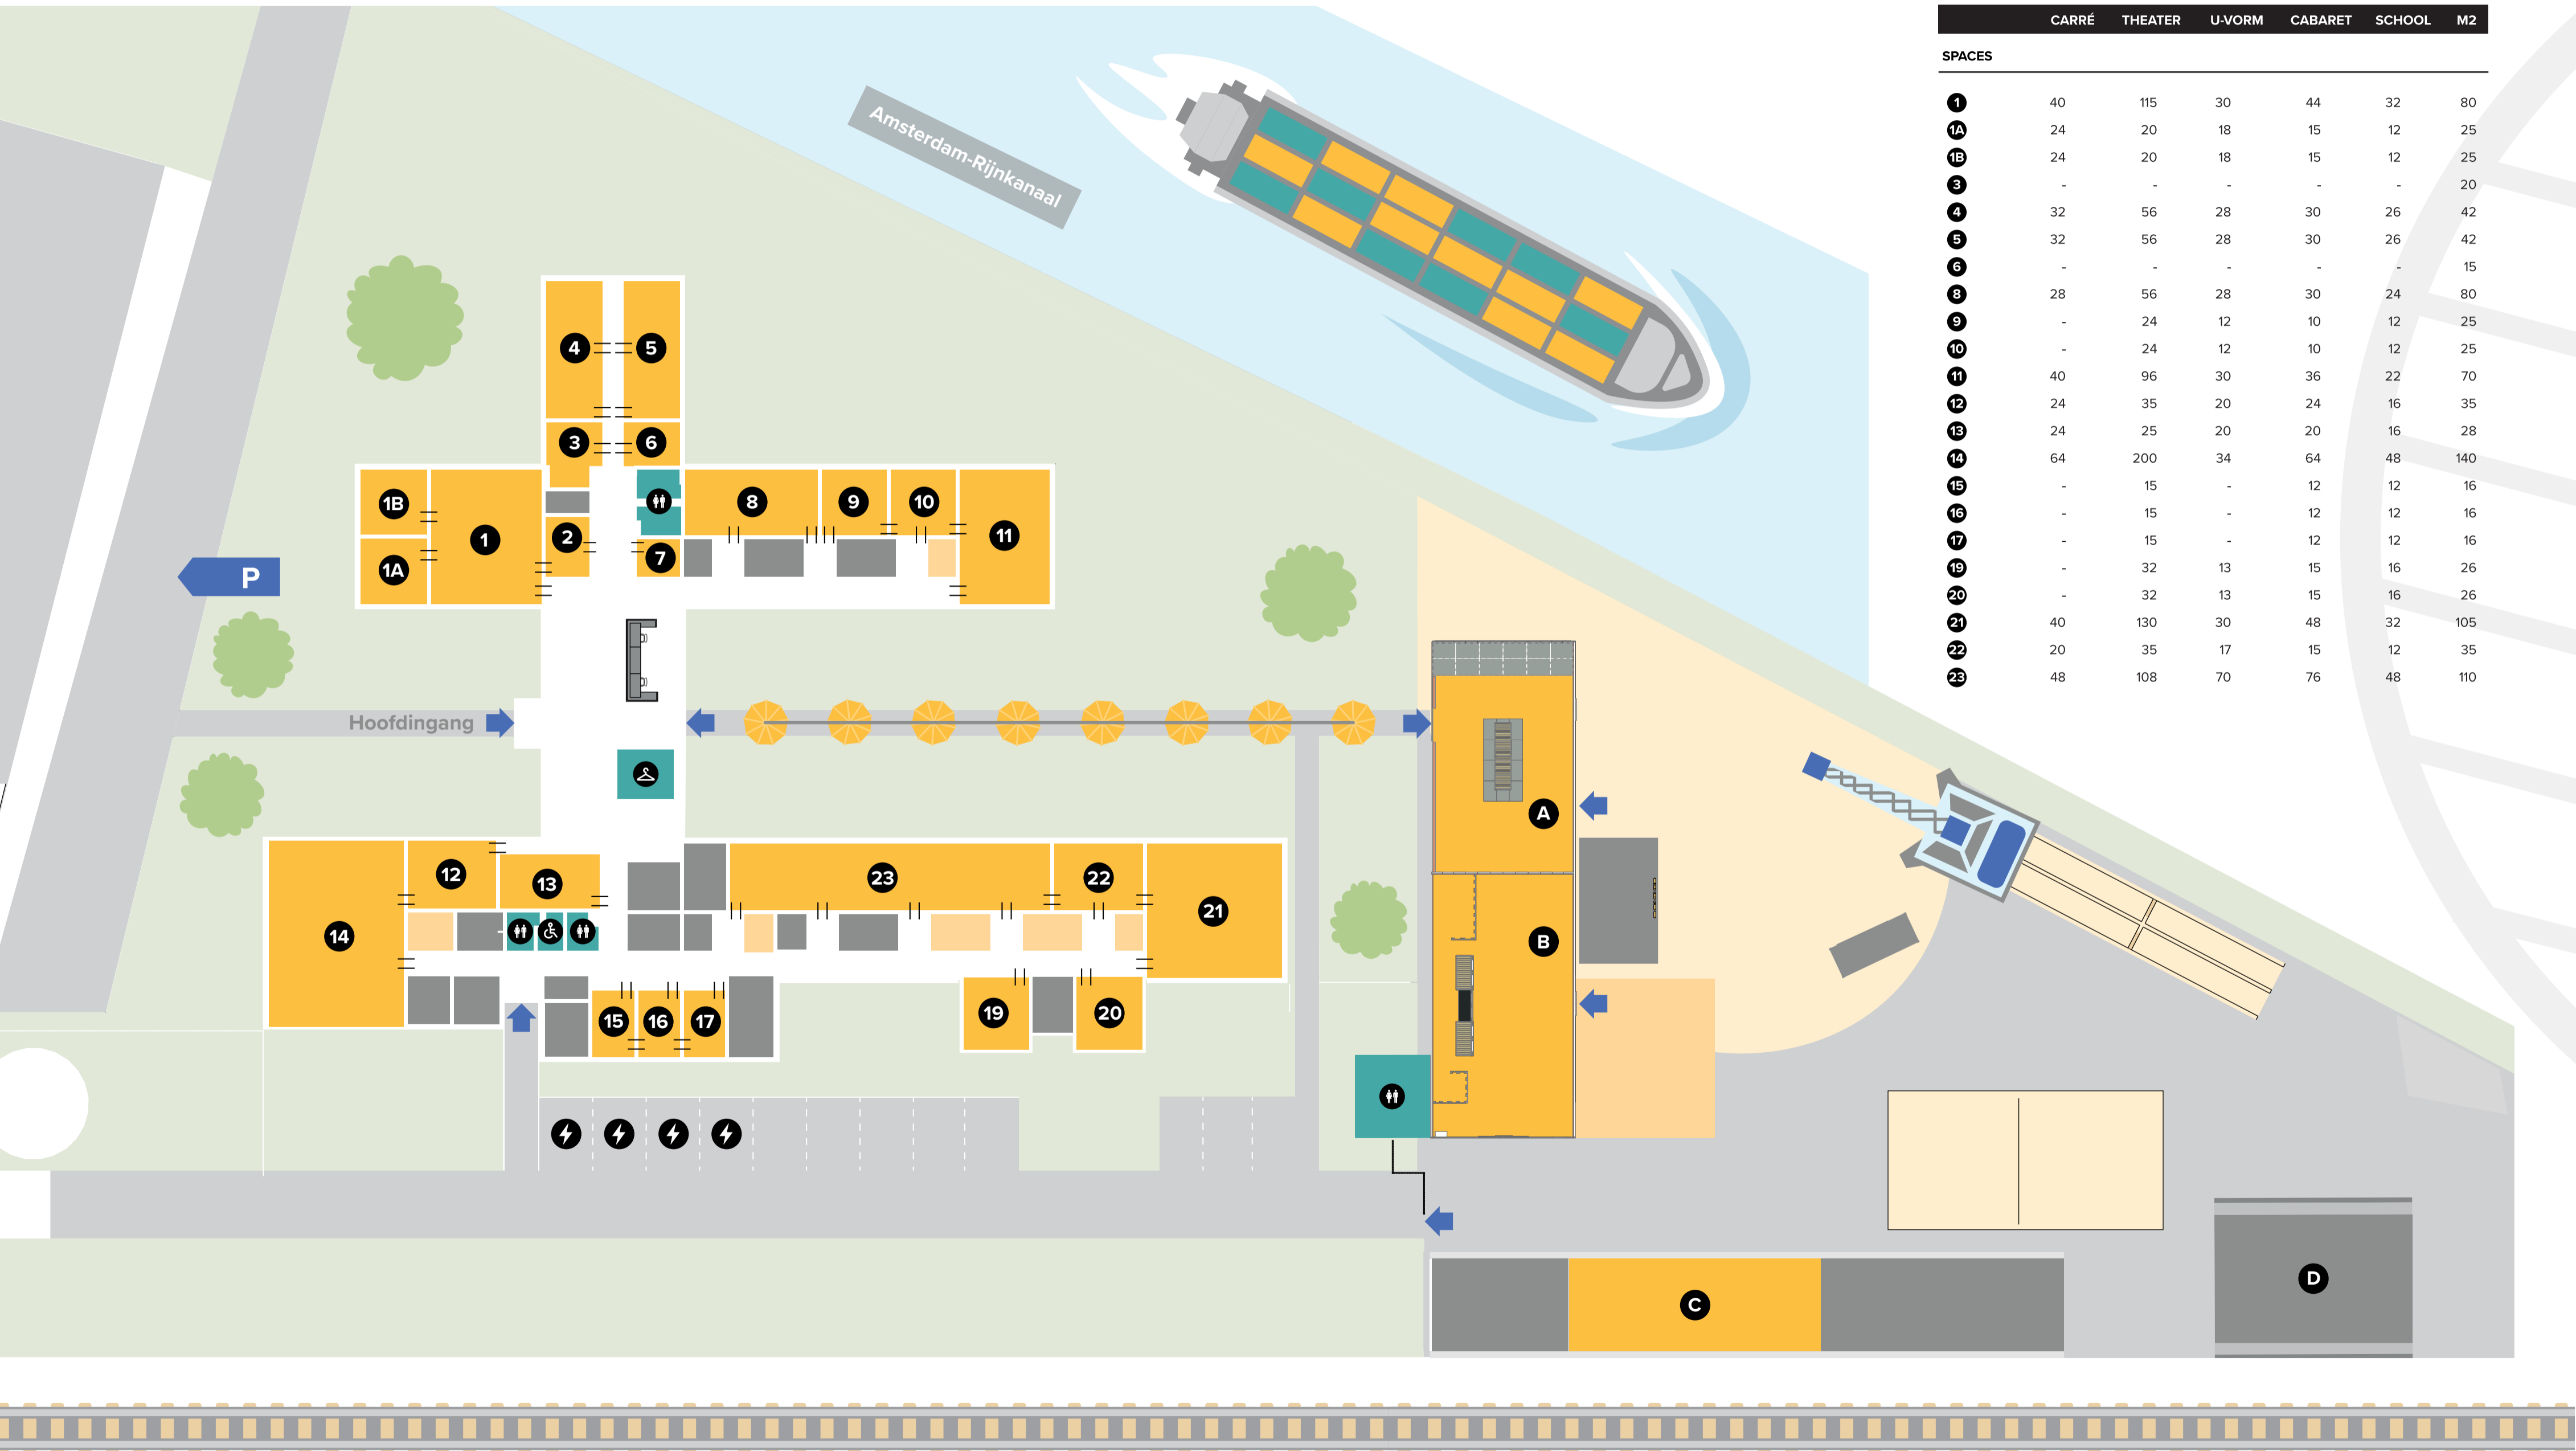 CARRÉ THEATER U-VORM CABARET SCHOOL M2
SPACES
1 40 115 30 44 32 80
1A 24 20 18 15 12 25
1B 24 20 18 15 12 25
3 - - - - - 20
4 32 56 28 30 26 42
5 32 56 28 30 26 42
6 - - - - - 15
8 28 56 28 30 24 80
9 - 24 12 10 12 25
10 - 24 12 10 12 25
11 40 96 30 36 22 70
12 24 35 20 24 16 35
13 24 25 20 20 16 28
14 64 200 34 64 48 140
15 - 15 - 12 12 16
16 - 15 - 12 12 16
17 - 15 - 12 12 16
19 - 32 13 15 16 26
20 - 32 13 15 16 26
21 40 130 30 48 32 105
22 20 35 17 15 12 35
23 48 108 70 76 48 110
Amsterdam-Rijnkanaal
4 5
3 6
1B 8 9 10
1 2 11
7
1A
P
Hoofdingang
A
12 13 23 22
14 21 B
15 16 17 19 20
C D